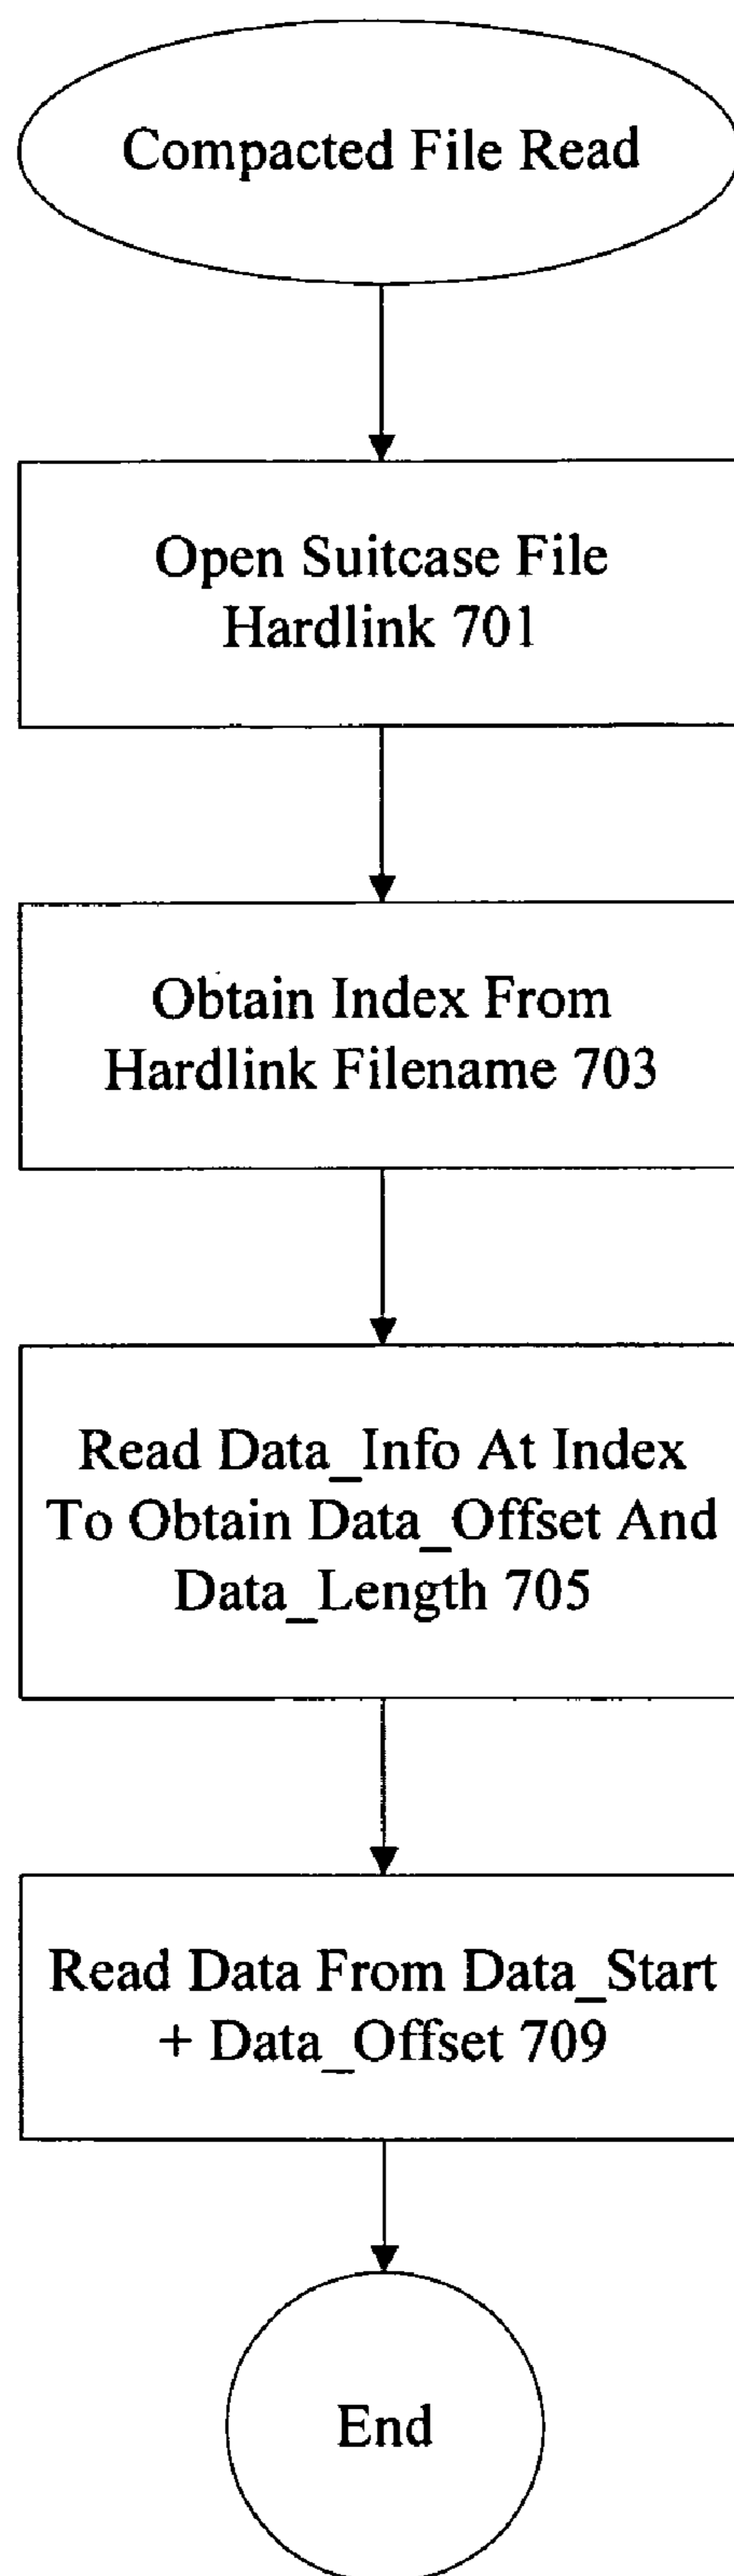 Compacted File Read
Open Suitcase File
Hardlink 701
Obtain Index From
Hardlink Filename 703
Read Data_Info At Index
To Obtain Data_Offset And
Data_Length 705
Read Data From Data_Start
+ Data_Offset 709
End